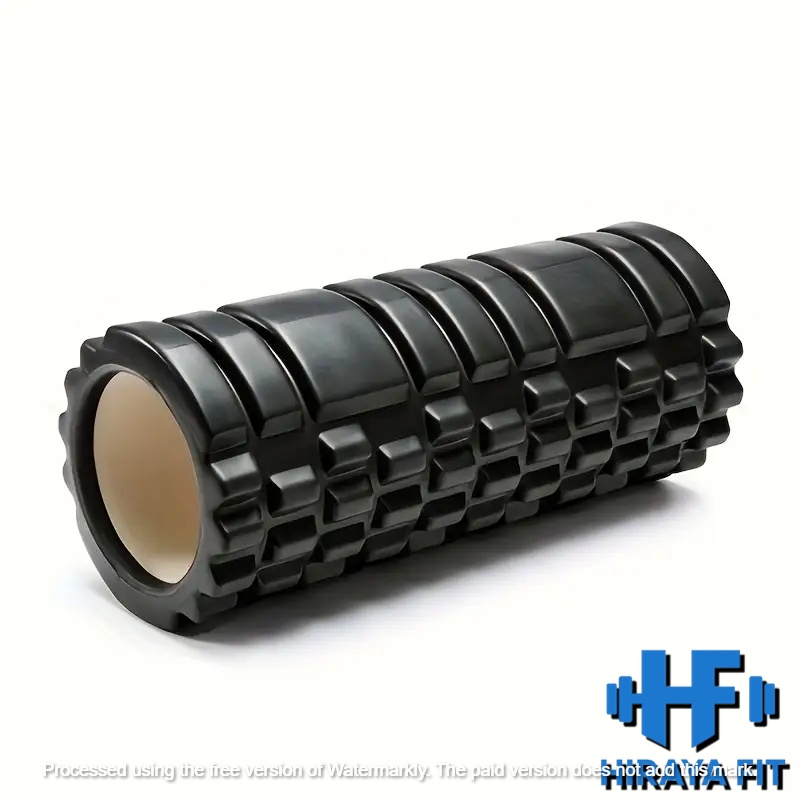 HF
HIRAYA FIT
Processed using the free version of Watermarkly. The paid version does not add this mark.